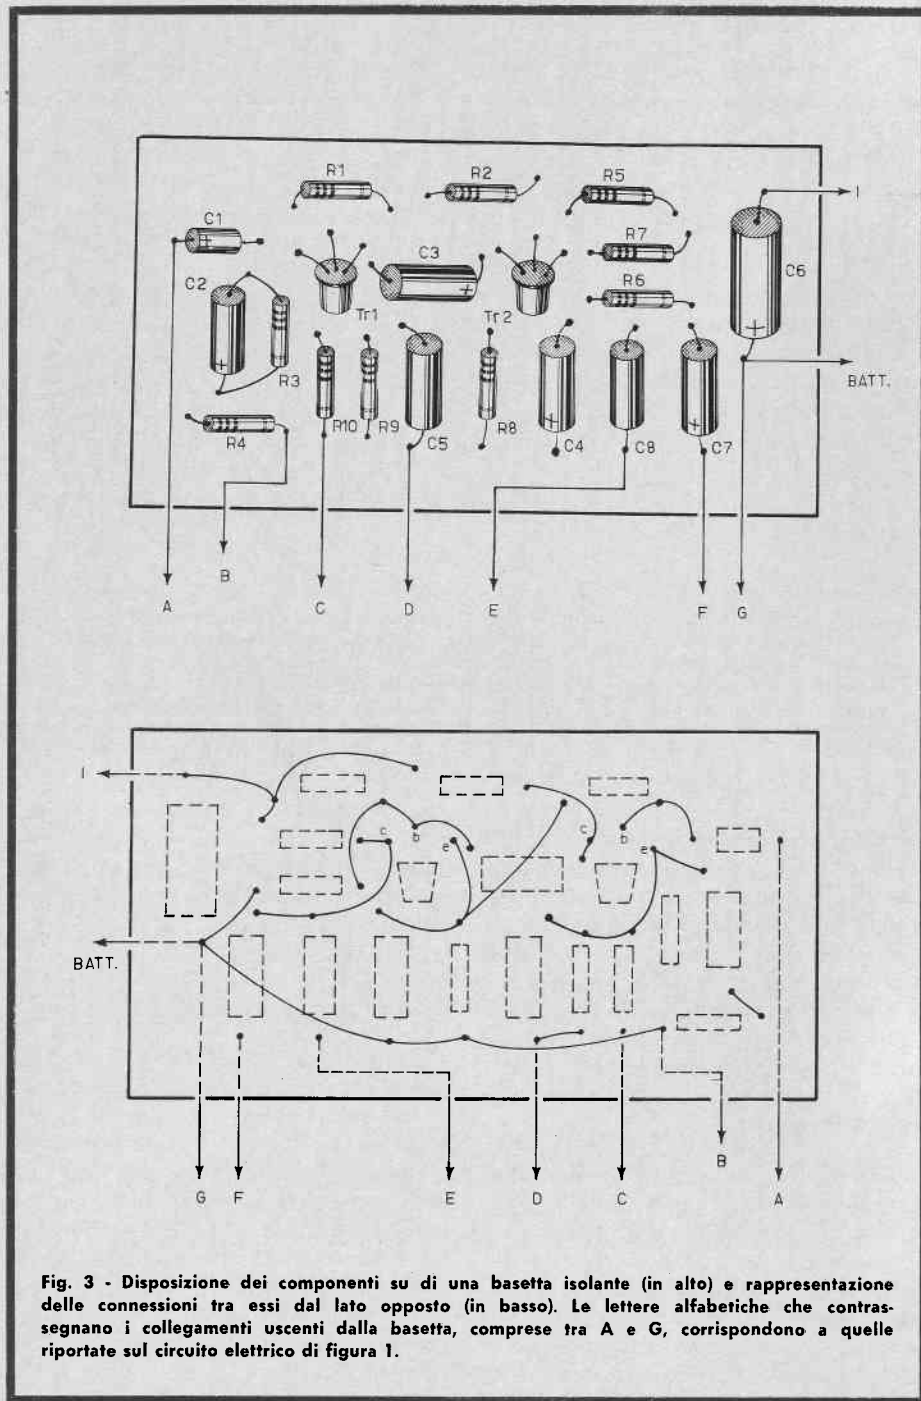 R1
R2
R5
I
C1
R7
C3
C2
R6
C6
Tr1
Tr2
R3
BATT.
R4
R10
R9
C5
R8
C4
C8
C7
B
A
C
D
E
F
G
I
c
b
e
c
b
e
BATT.
B
G
F
E
D
C
A
Fig. 3 - Disposizione dei componenti su di una basetta isolante (in alto) e rappresentazione
delle connessioni tra essi dal lato opposto (in basso). Le lettere alfabetiche che contras-
segnano i collegamenti uscenti dalla basetta, comprese tra A e G, corrispondono a quelle
riportate sul circuito elettrico di figura 1.